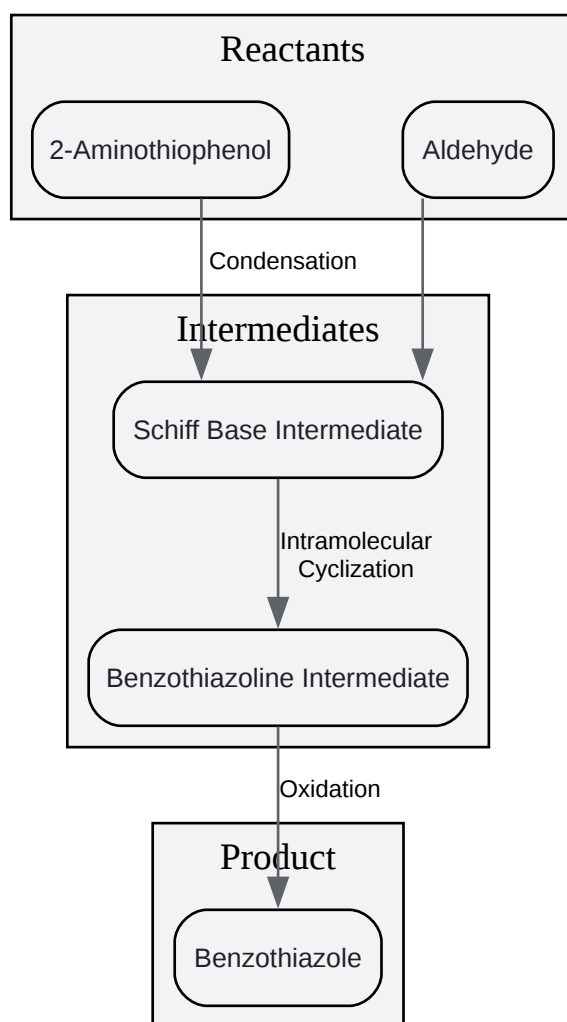 Reactants
2-Aminothiophenol
Aldehyde
Condensation
Intermediates
Schiff Base Intermediate
Intramolecular
Cyclization
Benzothiazoline Intermediate
Oxidation
Product
Benzothiazole